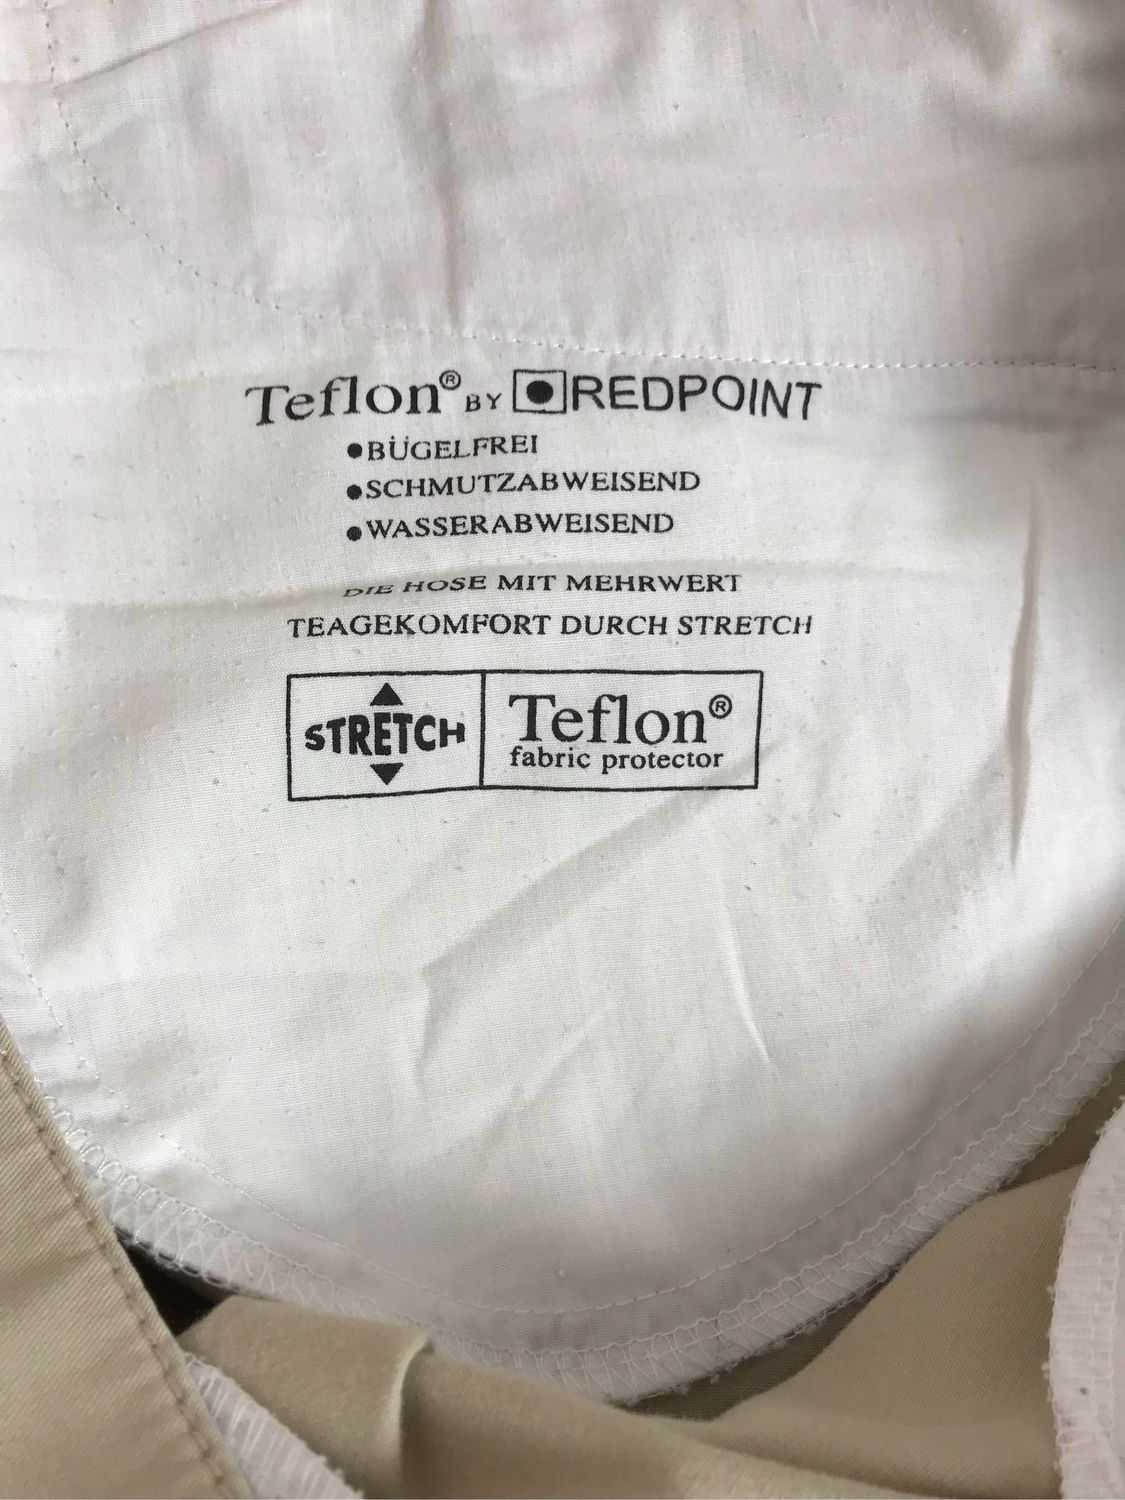 Teflon® BY REDPOINT
•BÜGELFREI
•SCHMUTZABWEISEND
•WASSERABWEISEND
DIE HOSE MIT MEHRWERT
TEAGEKOMFORT DURCH STRETCH
STRETCH
Teflon®
fabric protector